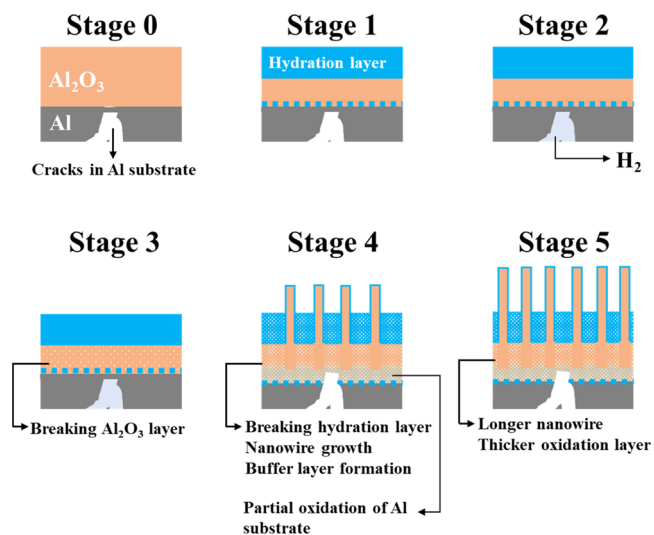 Stage 0
Stage 1
Stage 2
Al₂O₃
Hydration layer
Al
Cracks in Al substrate
H₂
Stage 3
Stage 4
Stage 5
Breaking Al₂O₃ layer
Breaking hydration layer
Nanowire growth
Buffer layer formation
Partial oxidation of Al
substrate
Longer nanowire
Thicker oxidation layer